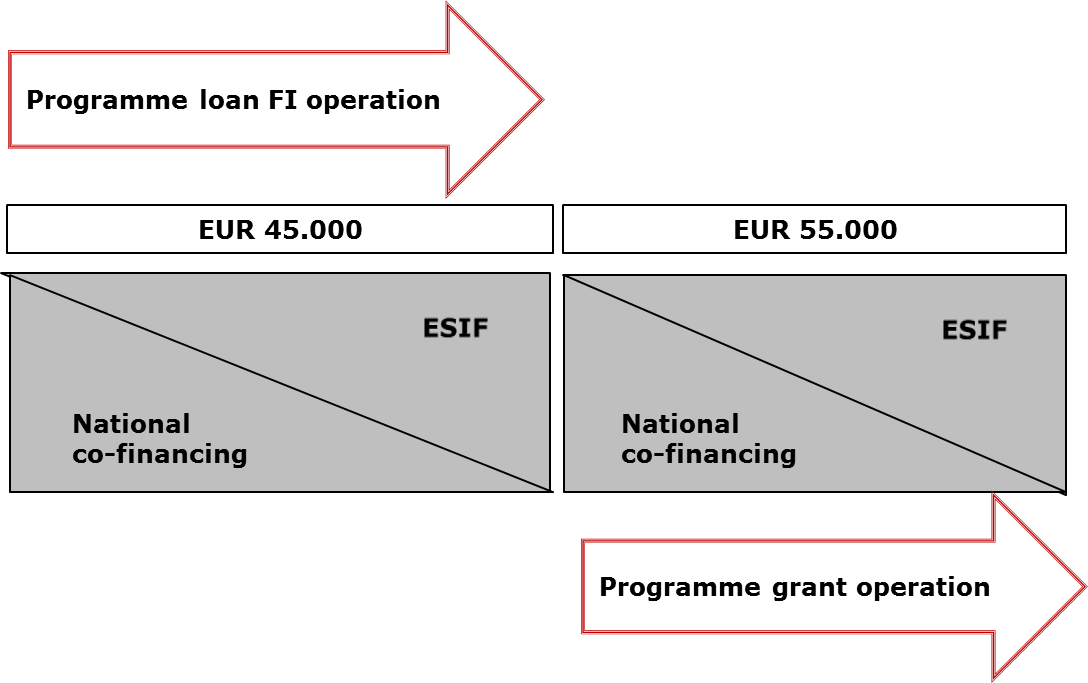 Programme loan FI operation
EUR 45.000
EUR 55.000
ESIF
National
co-financing
ESIF
National
co-financing
Programme grant operation